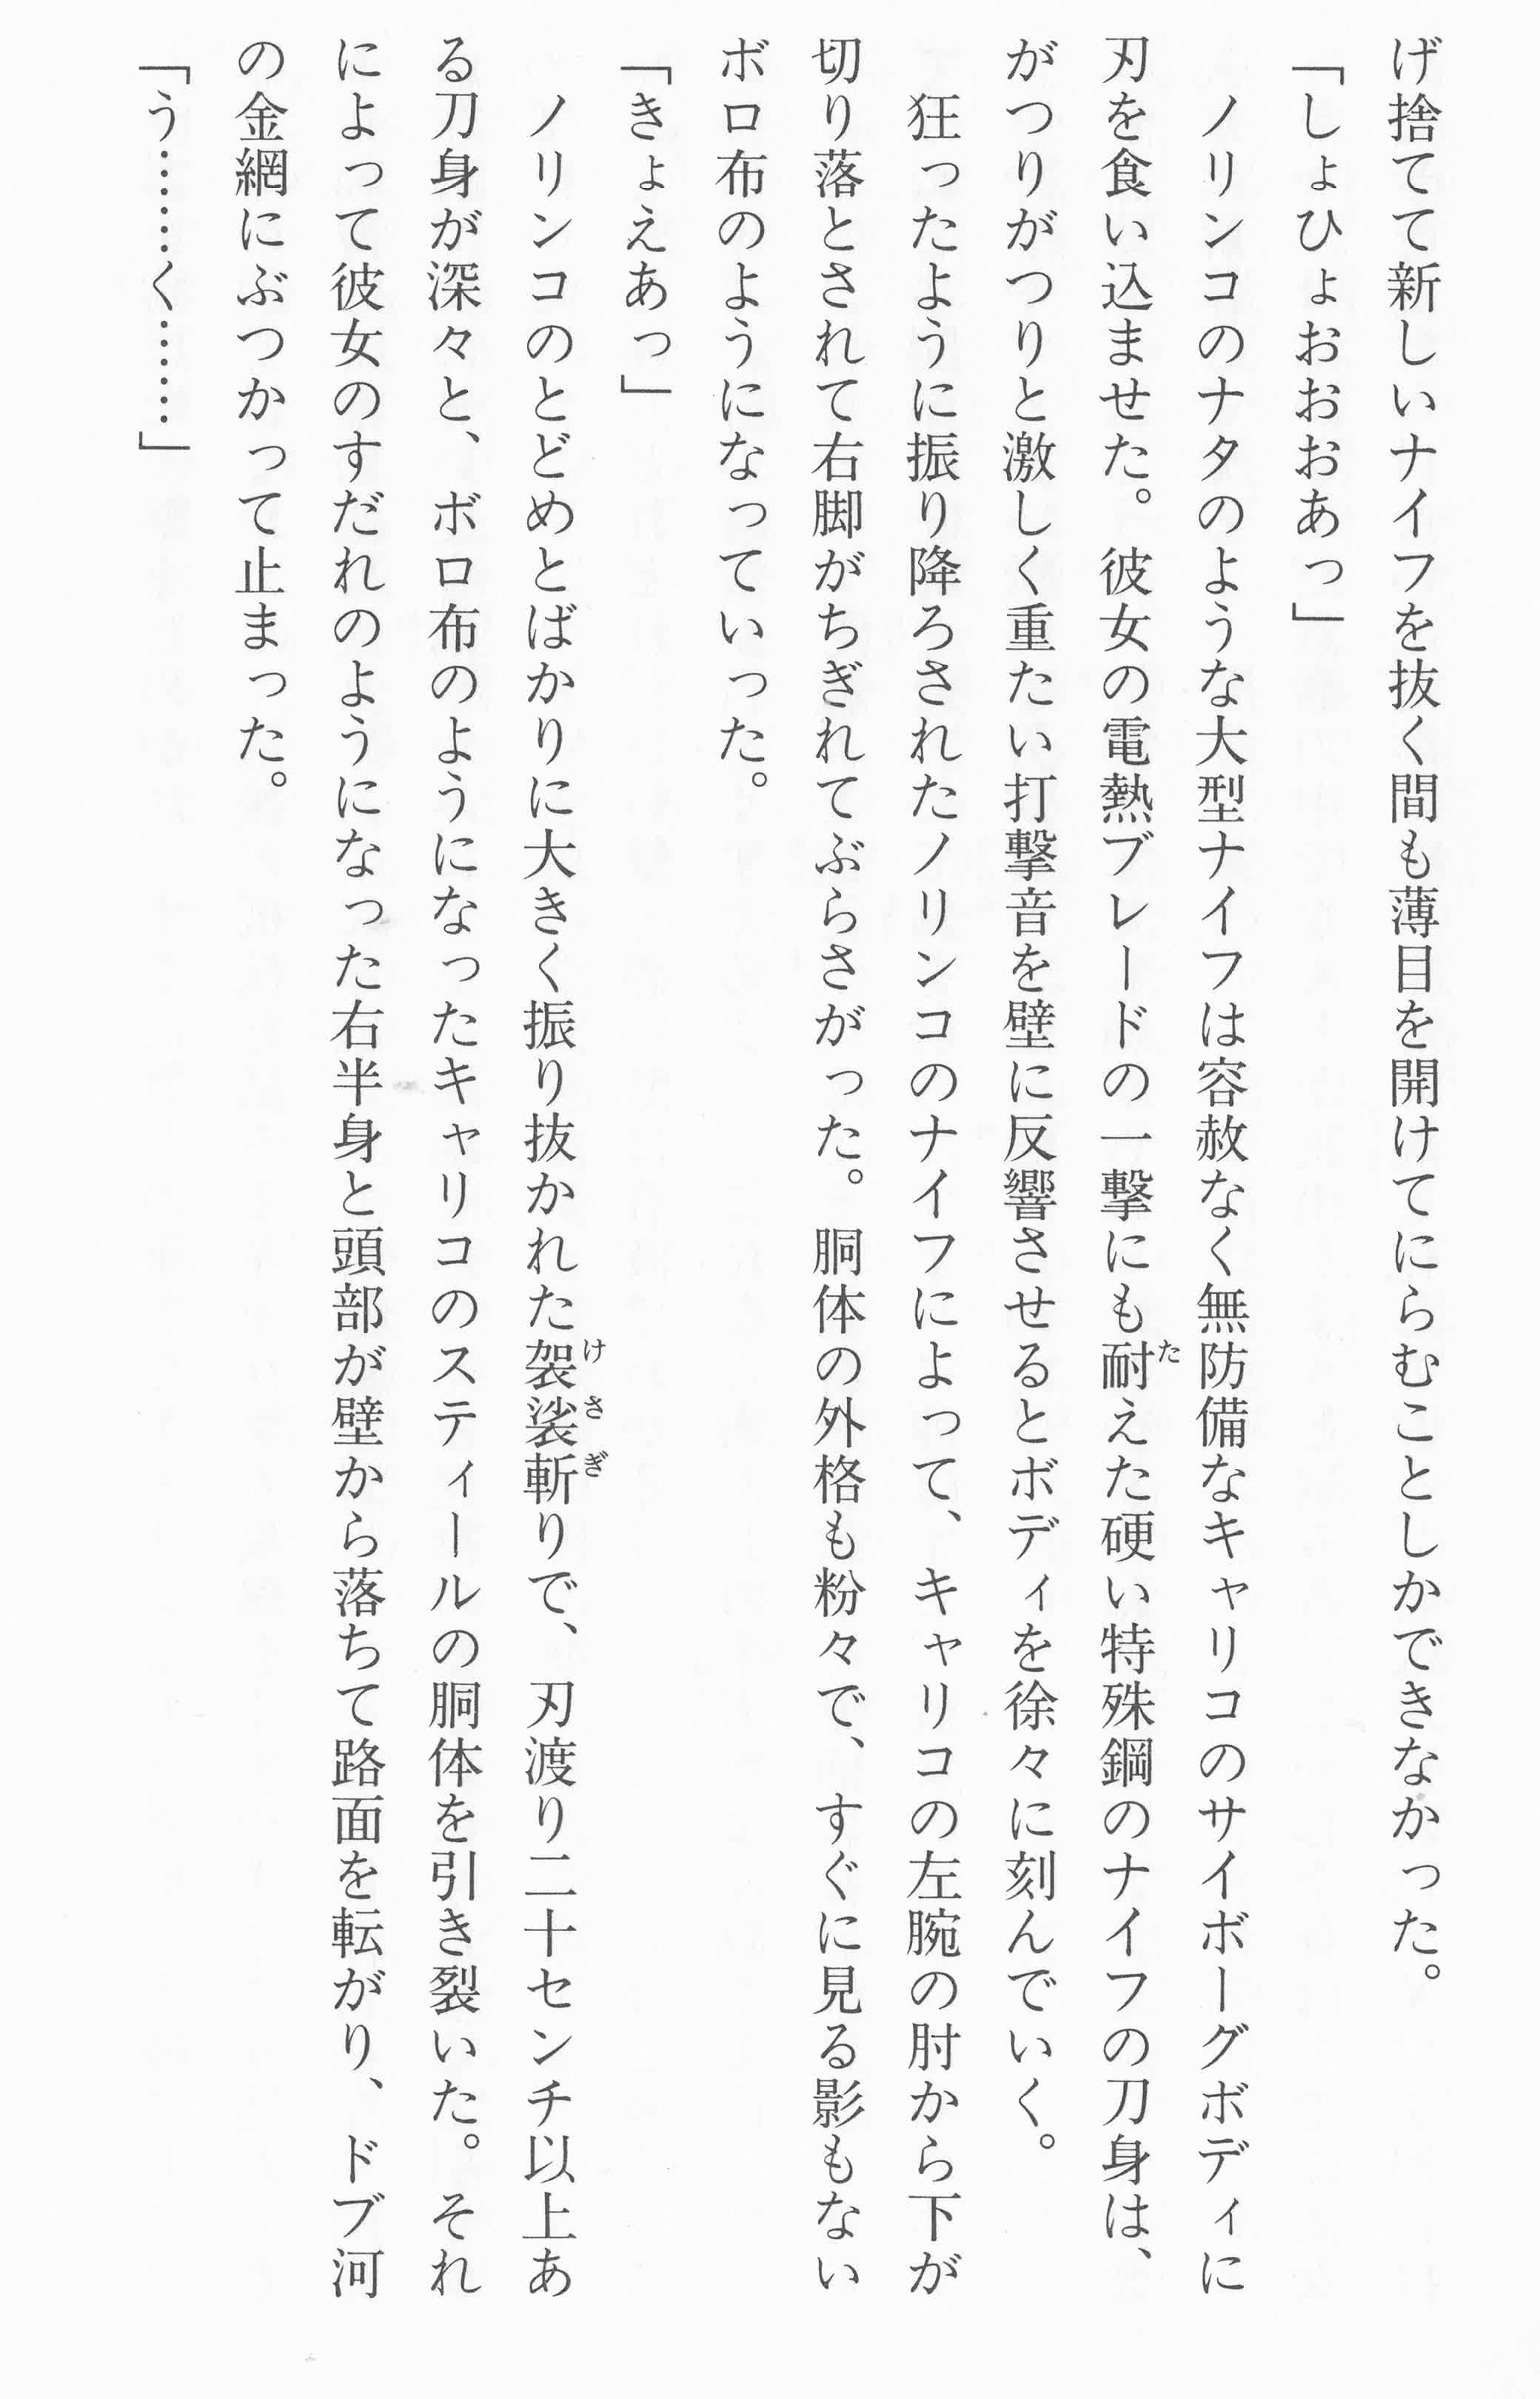 げ捨てて新しいナイフを抜く間も薄目を開けてにらむことしかできなかった。
「しょひょおおおあっ」
　ノリンコのナタのような大型ナイフは容赦なく無防備なキャリコのサイボーグボディに
刃を食い込ませた。彼女の電熱ブレードの一撃にも耐えた硬い特殊鋼のナイフの刀身は、
がつりがつりと激しく重たい打撃音を壁に反響させるとボディを徐々に刻んでいく。
　狂ったように振り降ろされたノリンコのナイフによって、キャリコの左腕の肘から下が
切り落とされて右脚がちぎれてぶらさがった。胴体の外格も粉々で、すぐに見る影もない
ボロ布のようになっていった。
「きょえあっ」
　ノリンコのとどめとばかりに大きく振り抜かれた袈裟斬りで、刃渡り二十センチ以上あ
る刀身が深々と、ボロ布のようになったキャリコのスティールの胴体を引き裂いた。それ
によって彼女のすだれのようになった右半身と頭部が壁から落ちて路面を転がり、ドブ河
の金網にぶつかって止まった。
「う……く……」